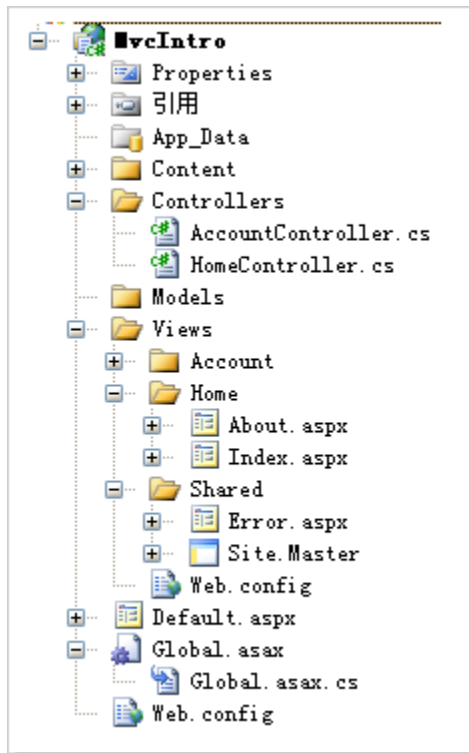 MvcIntro
Properties
引用
App_Data
Content
Controllers
AccountController.cs
HomeController.cs
Models
Views
Account
Home
About.aspx
Index.aspx
Shared
Error.aspx
Site.Master
Web.config
Default.aspx
Global.asax
Global.asax.cs
Web.config